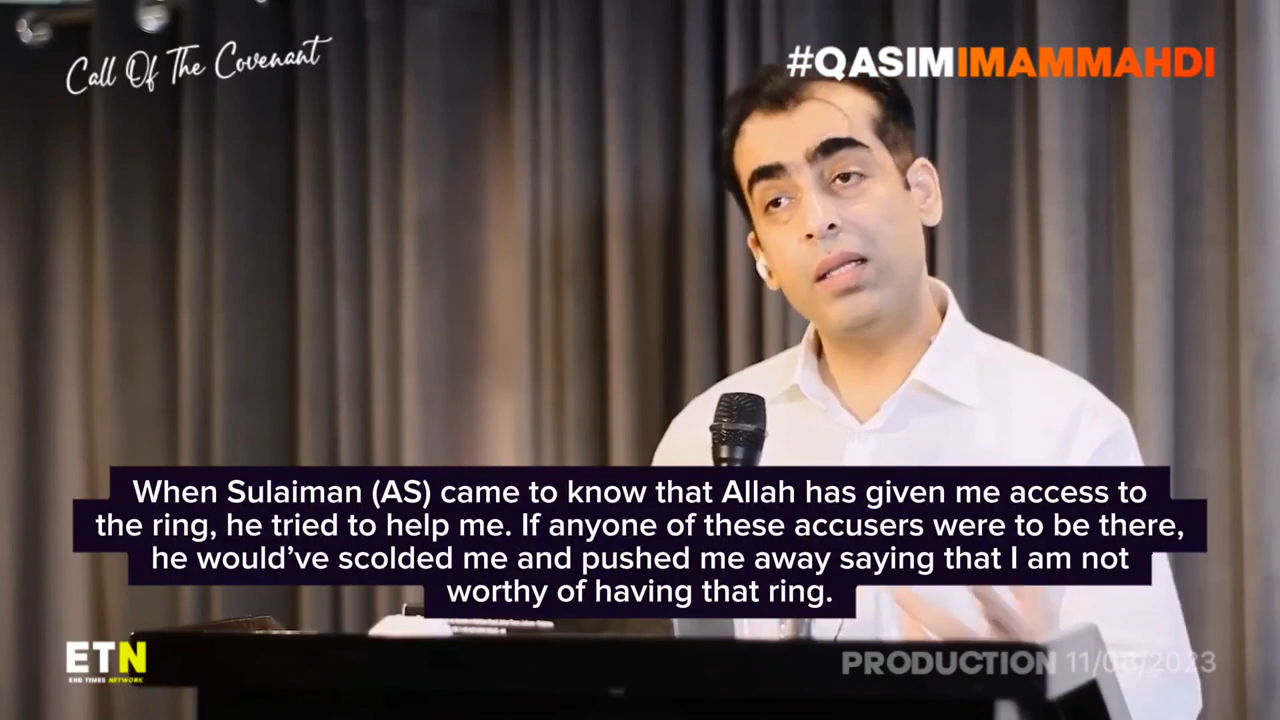 Call Of The Covenant
#QASIMIMAMMAHDI
When Sulaiman (AS) came to know that Allah has given me access to
the ring, he tried to help me. If anyone of these accusers were to be there,
he would’ve scolded me and pushed me away saying that I am not
worthy of having that ring.
ETN
END TIMES NETWORK
PRODUCTION 11/08/2023